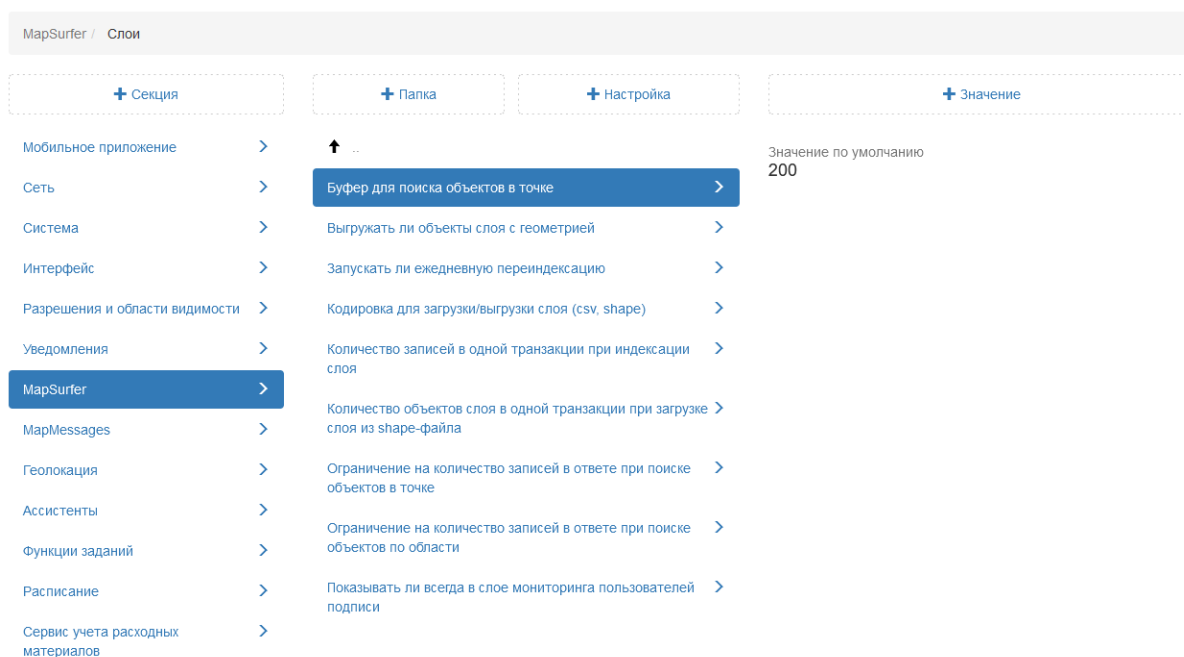 MapSurfer / Слои
Секция
Папка
Настройка
Значение
Мобильное приложение
Сеть
Система
Интерфейс
Разрешения и области видимости
Уведомления
MapSurfer
MapMessages
Геолокация
Ассистенты
Функции заданий
Расписание
Сервис учета расходных
материалов
..
Буфер для поиска объектов в точке
Выгружать ли объекты слоя с геометрией
Запускать ли ежедневную переиндексацию
Кодировка для загрузки/выгрузки слоя (csv, shape)
Количество записей в одной транзакции при индексации
слоя
Количество объектов слоя в одной транзакции при загрузке
слоя из shape-файла
Ограничение на количество записей в ответе при поиске
объектов в точке
Ограничение на количество записей в ответе при поиске
объектов по области
Показывать ли всегда в слое мониторинга пользователей
подписи
Значение по умолчанию
200